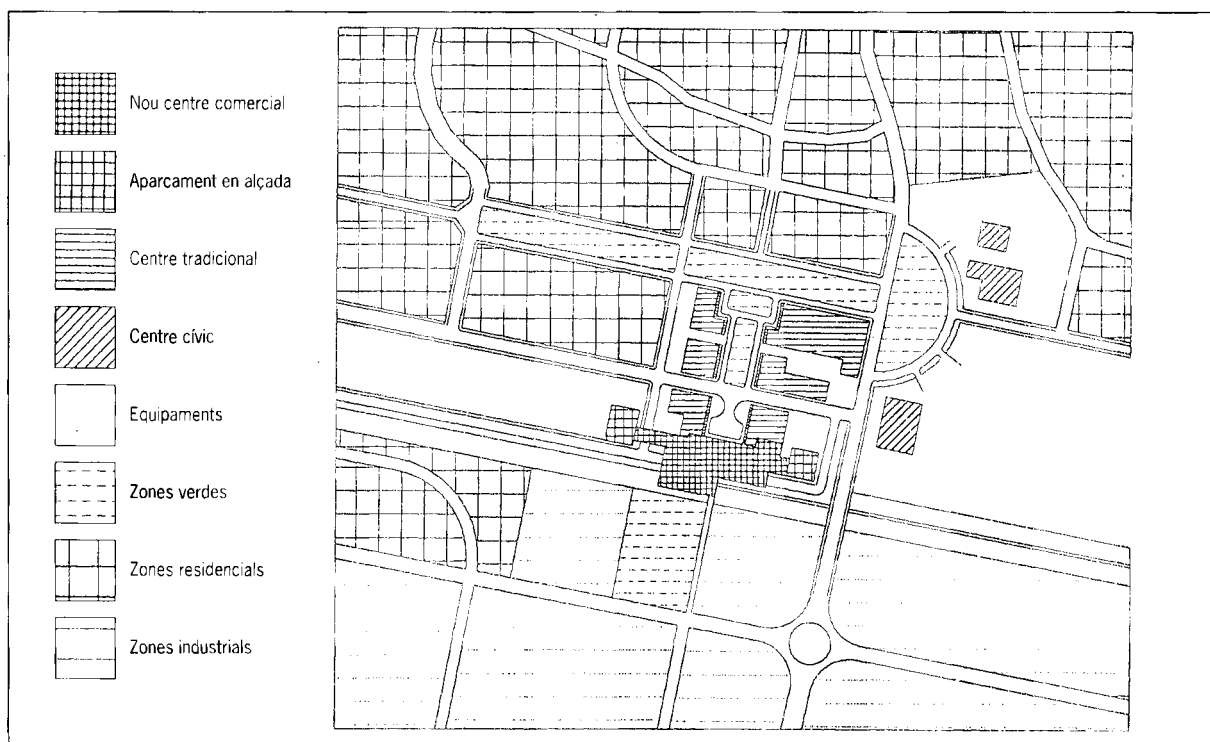 Nou centre comercial
Aparcament en alçada
Centre tradicional
Centre cívic
Equipaments
Zones verdes
Zones residencials
Zones industrials